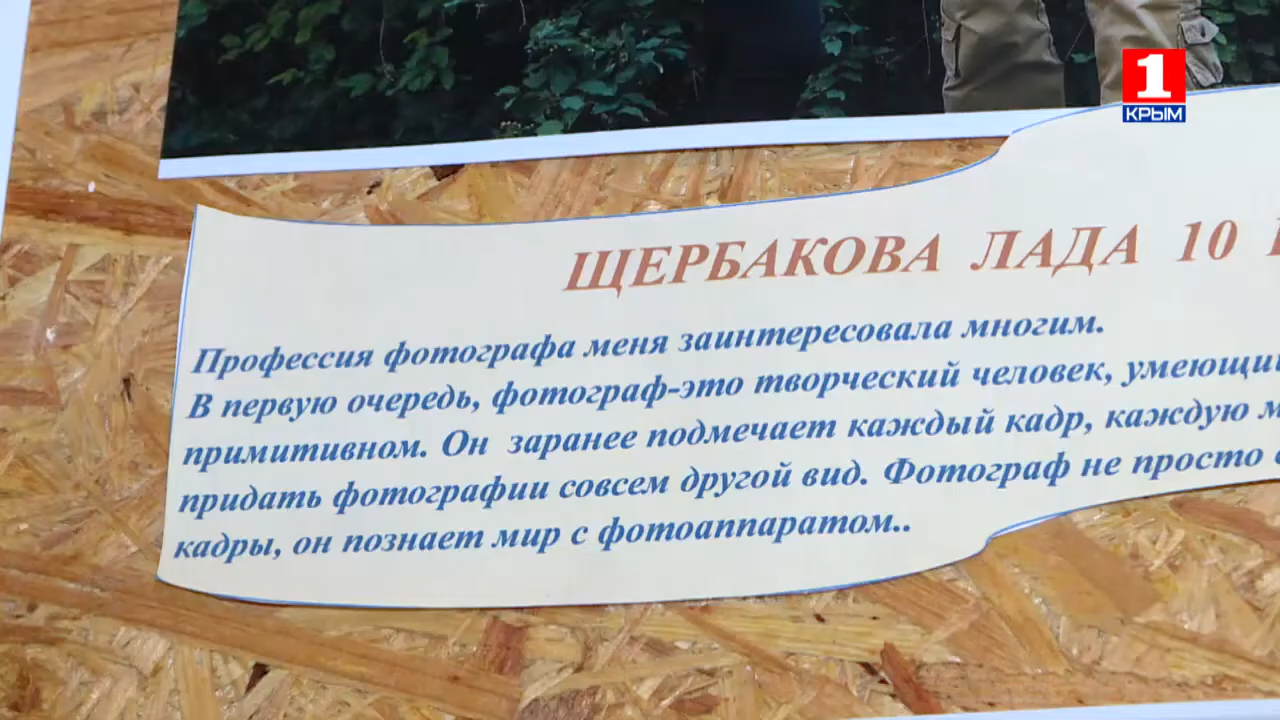 1
КРЫМ
ЩЕРБАКОВА ЛАДА 10
Профессия фотографа меня заинтересовала многим.
В первую очередь, фотограф-это творческий человек,
примитивном. Он заранее подмечает каждый кадр, каждую
придать фотографии совсем другой вид. Фотограф не просто
кадры, он познает мир с фотоаппаратом..